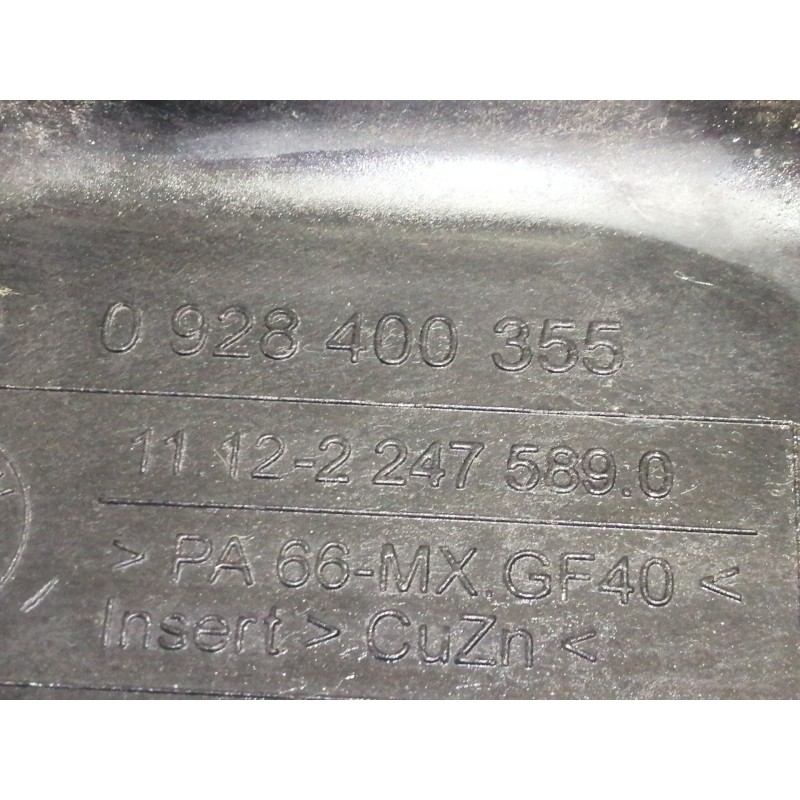 0 928 400 355
11 12-2 247 589.0
> PA 66-MX.GF40 <
Insert > CuZn <